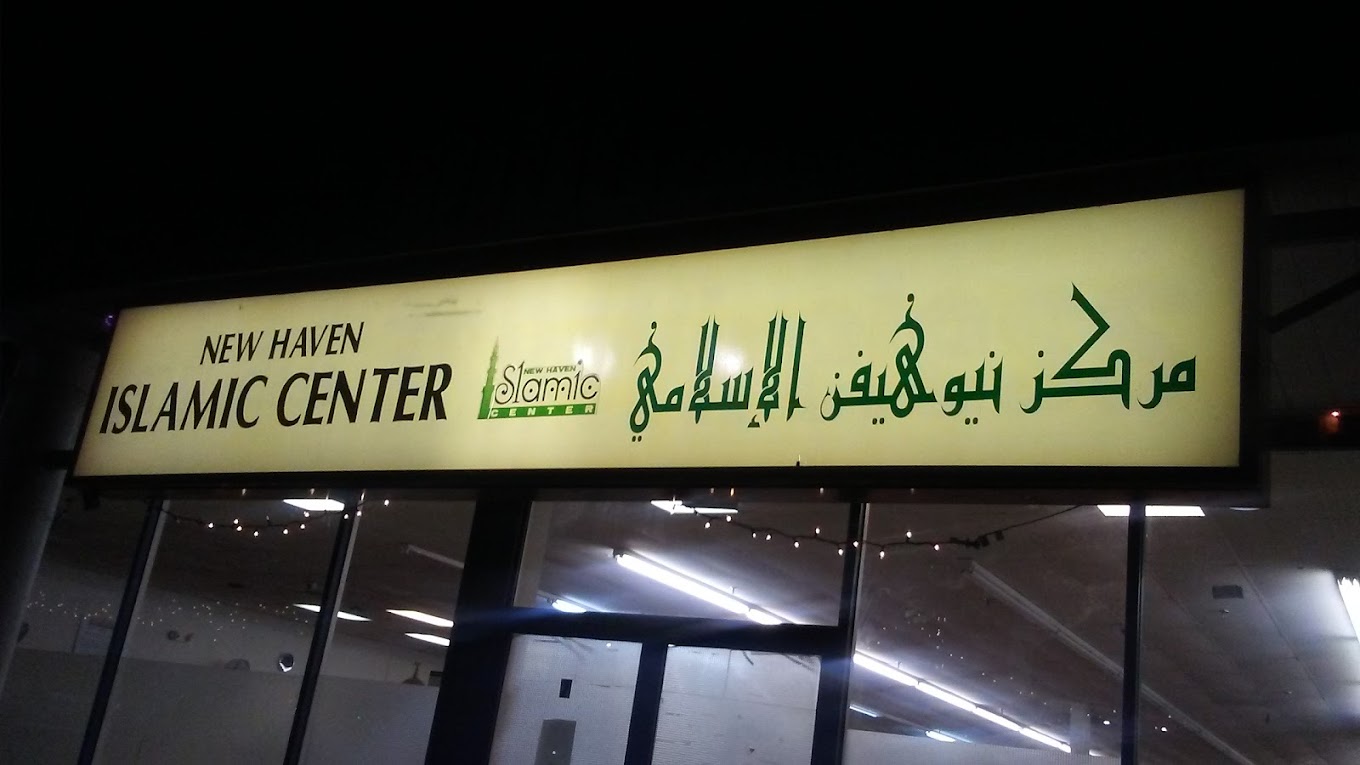 NEW HAVEN
ISLAMIC CENTER
NEW HAVEN
Islamic
CENTER
مركز نيوهيفن الإسلامي